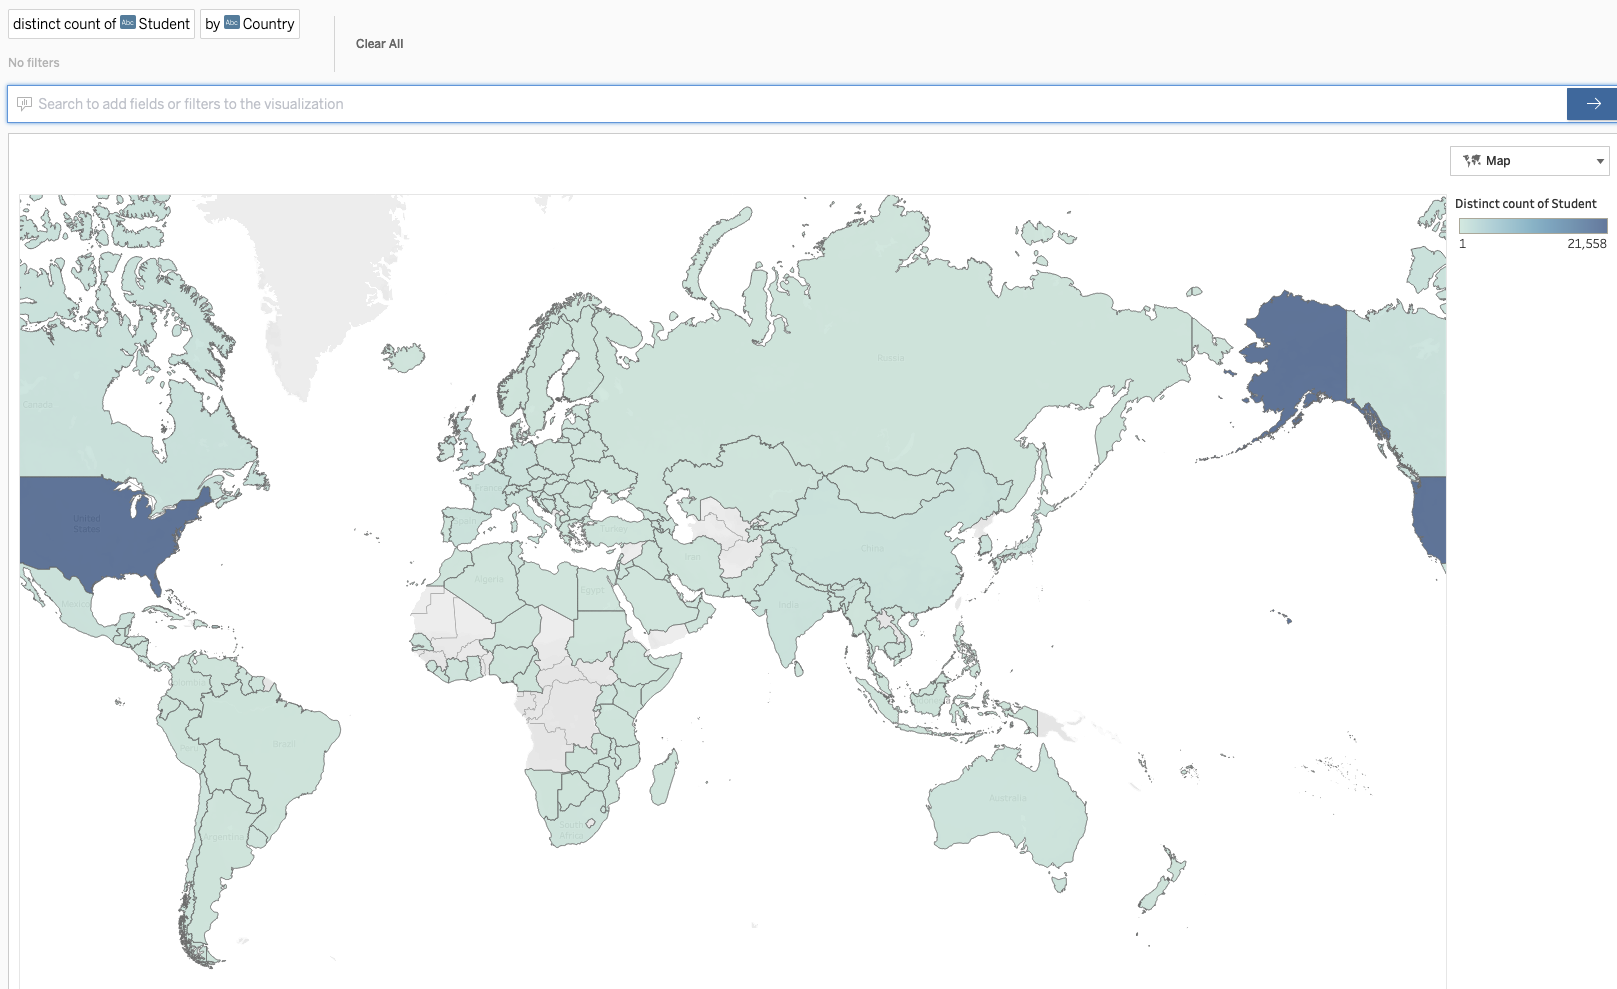 distinct count of Abc Student by Abc Country
Clear All
No filters
Search to add fields or filters to the visualization
Map
Distinct count of Student
1 21,558
Russia
Canada
France
United
States
Spain
Turkey
China
Iran
Algeria
Egypt
India
Mexico
Colombia
Brazil
Peru
Australia
South
Africa
Argentina